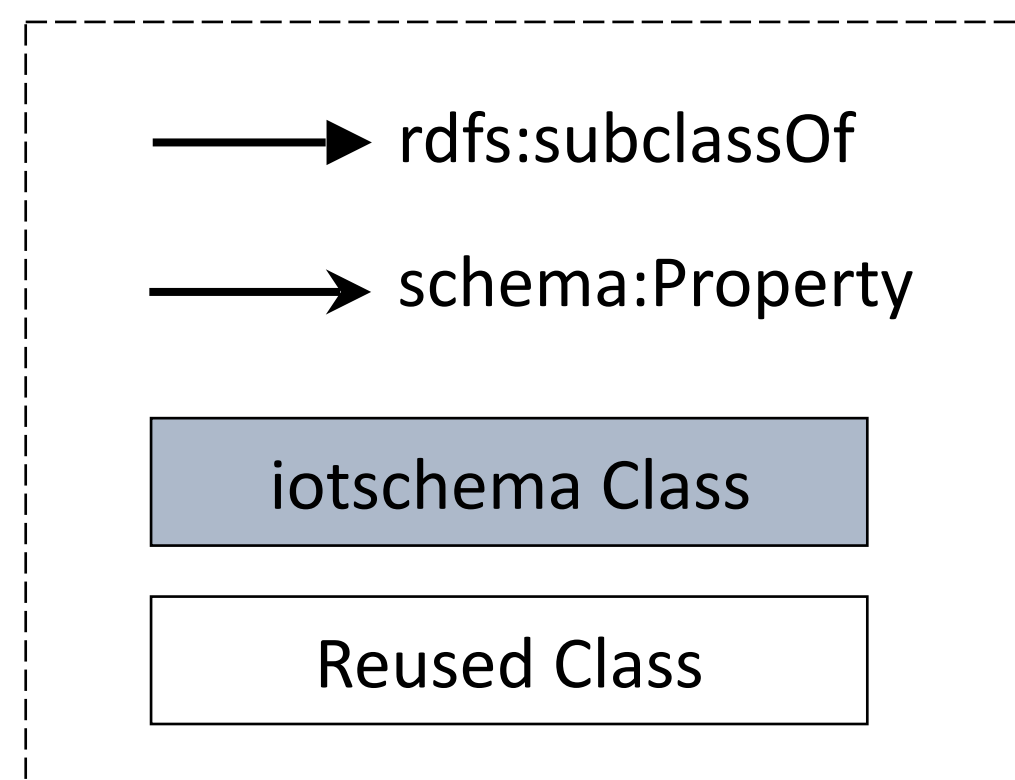 rdfs:subclassOf
schema:Property
iotschema Class
Reused Class